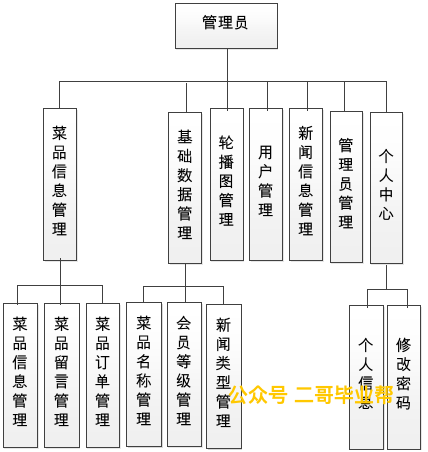 管理员
菜品信息管理
基础数据管理
轮播图管理
用户管理
新闻信息管理
管理员管理
个人中心
菜品信息管理
菜品留言管理
菜品订单管理
菜品名称管理
会员等级管理
新闻类型管理
个人信息
修改密码
公众号 二哥毕业帮